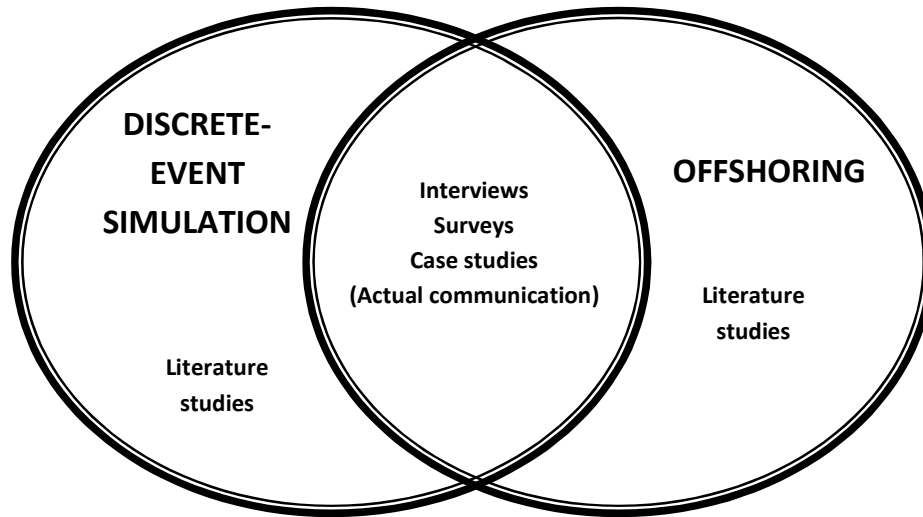 DISCRETE-
EVENT
SIMULATION
Literature
studies
Interviews
Surveys
Case studies
(Actual communication)
OFFSHORING
Literature
studies